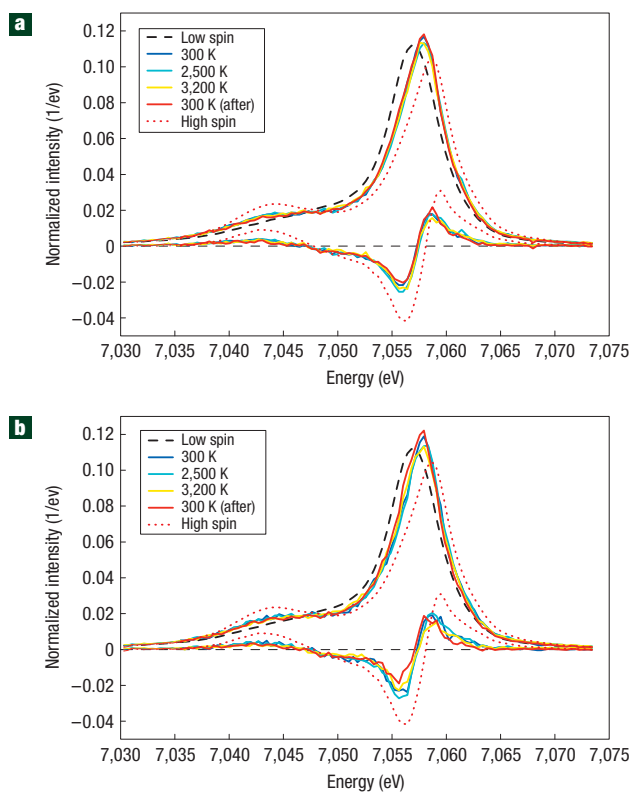 a
Normalized intensity (1/ev)
0.12
0.10
0.08
0.06
0.04
0.02
0
−0.02
−0.04
Low spin
300 K
2,500 K
3,200 K
300 K (after)
High spin
7,030 7,035 7,040 7,045 7,050 7,055 7,060 7,065 7,070 7,075
Energy (eV)
b
Normalized intensity (1/ev)
0.12
0.10
0.08
0.06
0.04
0.02
0
−0.02
−0.04
Low spin
300 K
2,500 K
3,200 K
300 K (after)
High spin
7,030 7,035 7,040 7,045 7,050 7,055 7,060 7,065 7,070 7,075
Energy (eV)